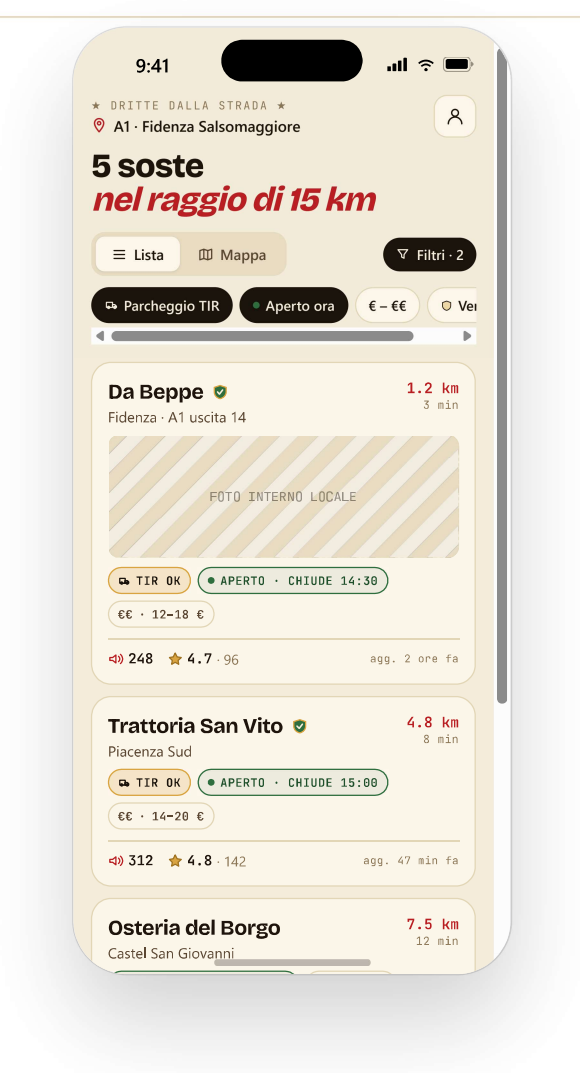 9:41
★ DRITTE DALLA STRADA ★
A1 · Fidenza Salsomaggiore
5 soste
nel raggio di 15 km
Lista
Mappa
Filtri · 2
Parcheggio TIR
Aperto ora
€ – €€
Da Beppe
1.2 km
Fidenza · A1 uscita 14
3 min
FOTO INTERNO LOCALE
TIR OK
APERTO · CHIUDE 14:30
€€ · 12–18 €
248
4.7 · 96
agg. 2 ore fa
Trattoria San Vito
4.8 km
Piacenza Sud
8 min
TIR OK
APERTO · CHIUDE 15:00
€€ · 14–20 €
312
4.8 · 142
agg. 47 min fa
Osteria del Borgo
7.5 km
Castel San Giovanni
12 min